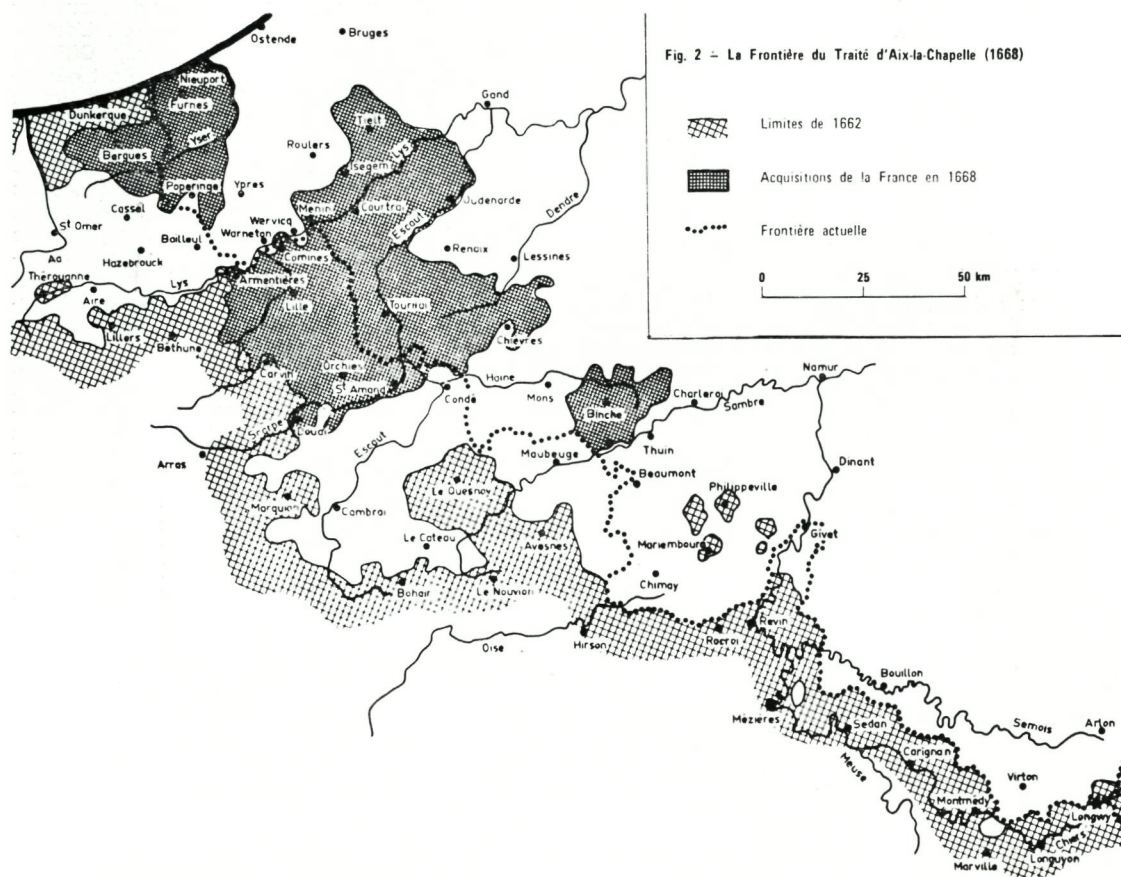 Fig. 2 – La Frontière du Traité d'Aix-la-Chapelle (1668)
Limites de 1662
Acquisitions de la France en 1668
Frontière actuelle
0 25 50 km
Ostende
Bruges
Nieuport
Furnes
Dunkerque
Yser
Bergues
Gand
Tielt
Roulers
Lys
Isegem
Poperinge
Ypres
Menin
Courtrai
Audenarde
Dendre
Cassel
Wervicq
Escaut
St Omer
Bailleul
Warneton
Renaix
Comines
Lessines
Hazebrouck
Aa
Thérouanne
Aire
Lys
Armentières
Lille
Tournai
Lillers
Béthune
Chièvres
Carvin
Orchies
St Amand
Haine
Mons
Condé
Binche
Charleroi
Namur
Sambre
Scarpe
Douai
Escaut
Arras
Maubeuge
Thuin
Beaumont
Dinant
Le Quesnoy
Philippeville
Marquion
Cambrai
Le Cateau
Avesnes
Mariembourg
Givet
Chimay
Bohain
Le Nouvion
Oise
Hirson
Rocroi
Revin
Bouillon
Mézières
Sedan
Semois
Arlon
Carignan
Meuse
Virton
Montmédy
Longwy
Chiers
Marville
Longuyon